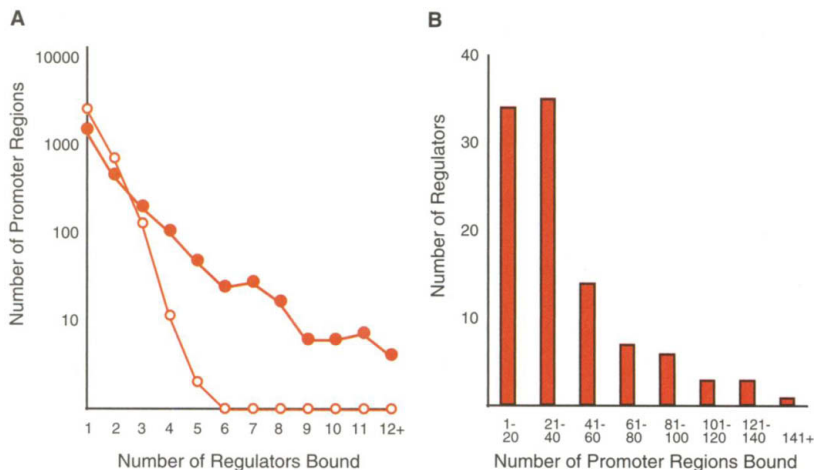 A
Number of Promoter Regions
10000
1000
100
10
1 2 3 4 5 6 7 8 9 10 11 12+
Number of Regulators Bound
B
Number of Regulators
40
30
20
10
1-20 21-40 41-60 61-80 81-100 101-120 121-140 141+
Number of Promoter Regions Bound